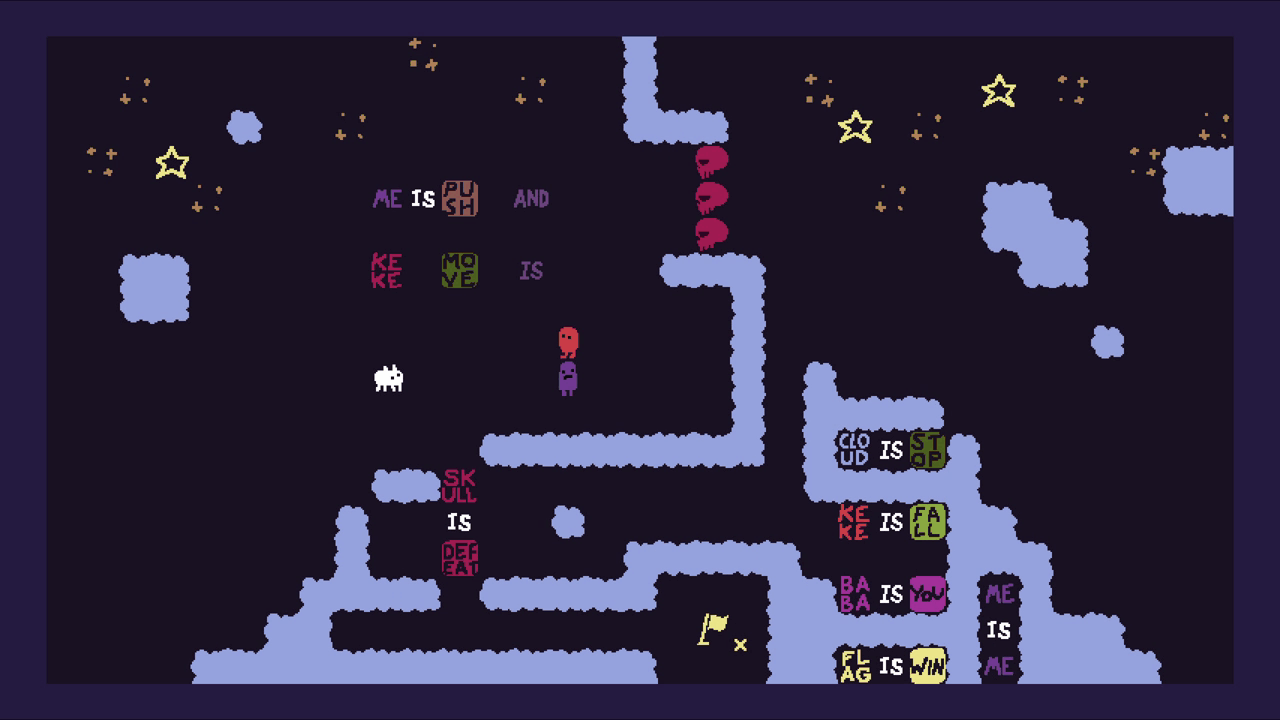 ME IS PUSH AND
KEKE MOVE IS
CLOUD IS STOP
SKULL
IS
DEFEAT
KEKE IS FALL
BABA IS YOU
FLAG IS WIN
ME
IS
ME